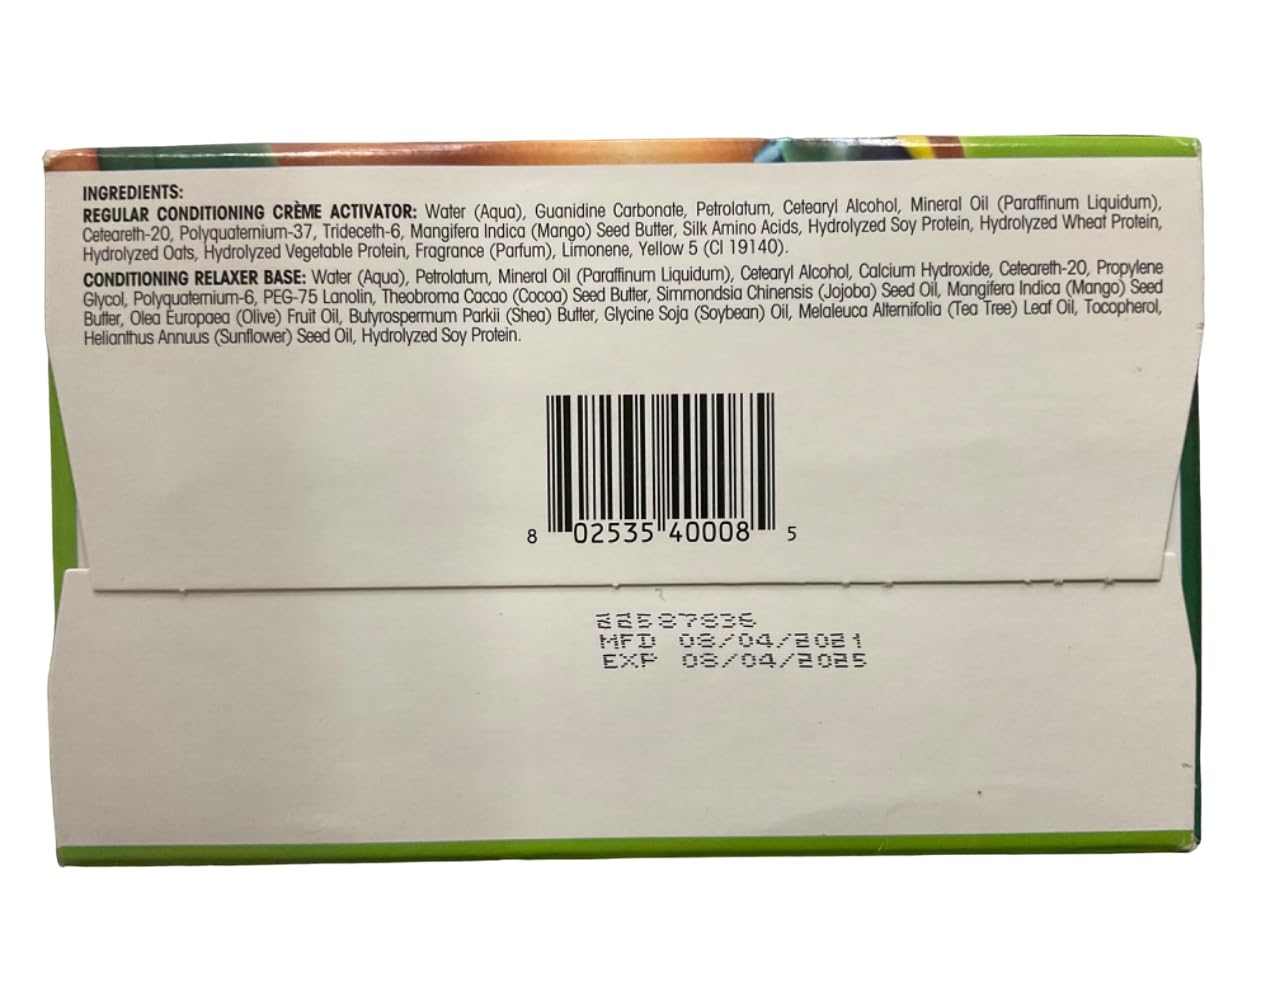 INGREDIENTS:
REGULAR CONDITIONING CRÈME ACTIVATOR: Water (Aqua), Guanidine Carbonate, Petrolatum, Cetearyl Alcohol, Mineral Oil (Paraffinum Liquidum),
Ceteareth-20, Polyquaternium-37, Trideceth-6, Mangifera Indica (Mango) Seed Butter, Silk Amino Acids, Hydrolyzed Soy Protein, Hydrolyzed Wheat Protein,
Hydrolyzed Oats, Hydrolyzed Vegetable Protein, Fragrance (Parfum), Limonene, Yellow 5 (CI 19140).
CONDITIONING RELAXER BASE: Water (Aqua), Petrolatum, Mineral Oil (Paraffinum Liquidum), Cetearyl Alcohol, Calcium Hydroxide, Ceteareth-20, Propylene
Glycol, Polyquaternium-6, PEG-75 Lanolin, Theobroma Cacao (Cocoa) Seed Butter, Simmondsia Chinensis (Jojoba) Seed Oil, Mangifera Indica (Mango) Seed
Butter, Olea Europaea (Olive) Fruit Oil, Butyrospermum Parkii (Shea) Butter, Glycine Soja (Soybean) Oil, Melaleuca Alternifolia (Tea Tree) Leaf Oil, Tocopherol,
Helianthus Annuus (Sunflower) Seed Oil, Hydrolyzed Soy Protein.
8 02535 40008 5
22587836
MFD 08/04/2021
EXP 08/04/2025